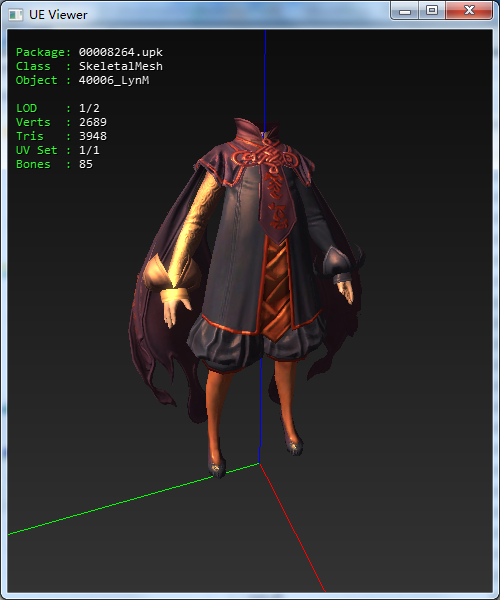 UE Viewer
Package: 00008264.upk
Class : SkeletalMesh
Object : 40006_LynM
LOD : 1/2
Verts : 2689
Tris : 3948
UV Set : 1/1
Bones : 85